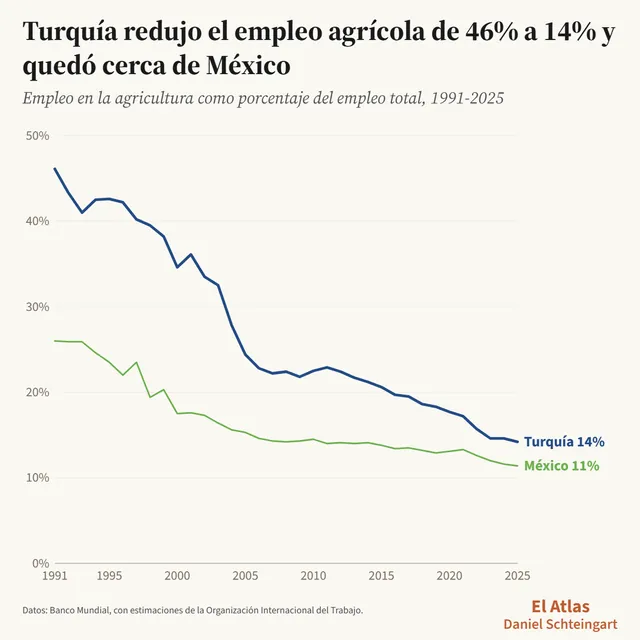 Turquía redujo el empleo agrícola de 46% a 14% y
quedó cerca de México
Empleo en la agricultura como porcentaje del empleo total, 1991-2025
50%
40%
30%
20%
10%
0%
Turquía 14%
México 11%
1991 1995 2000 2005 2010 2015 2020 2025
Datos: Banco Mundial, con estimaciones de la Organización Internacional del Trabajo.
El Atlas
Daniel Schteingart